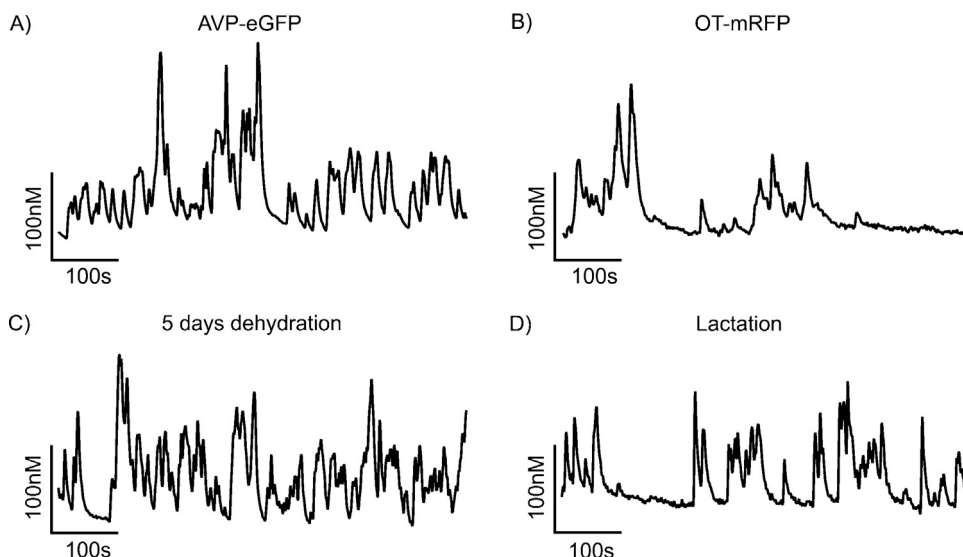 A) AVP-eGFP
B) OT-mRFP
100nM
100s
100nM
100s
C) 5 days dehydration
D) Lactation
100nM
100s
100nM
100s